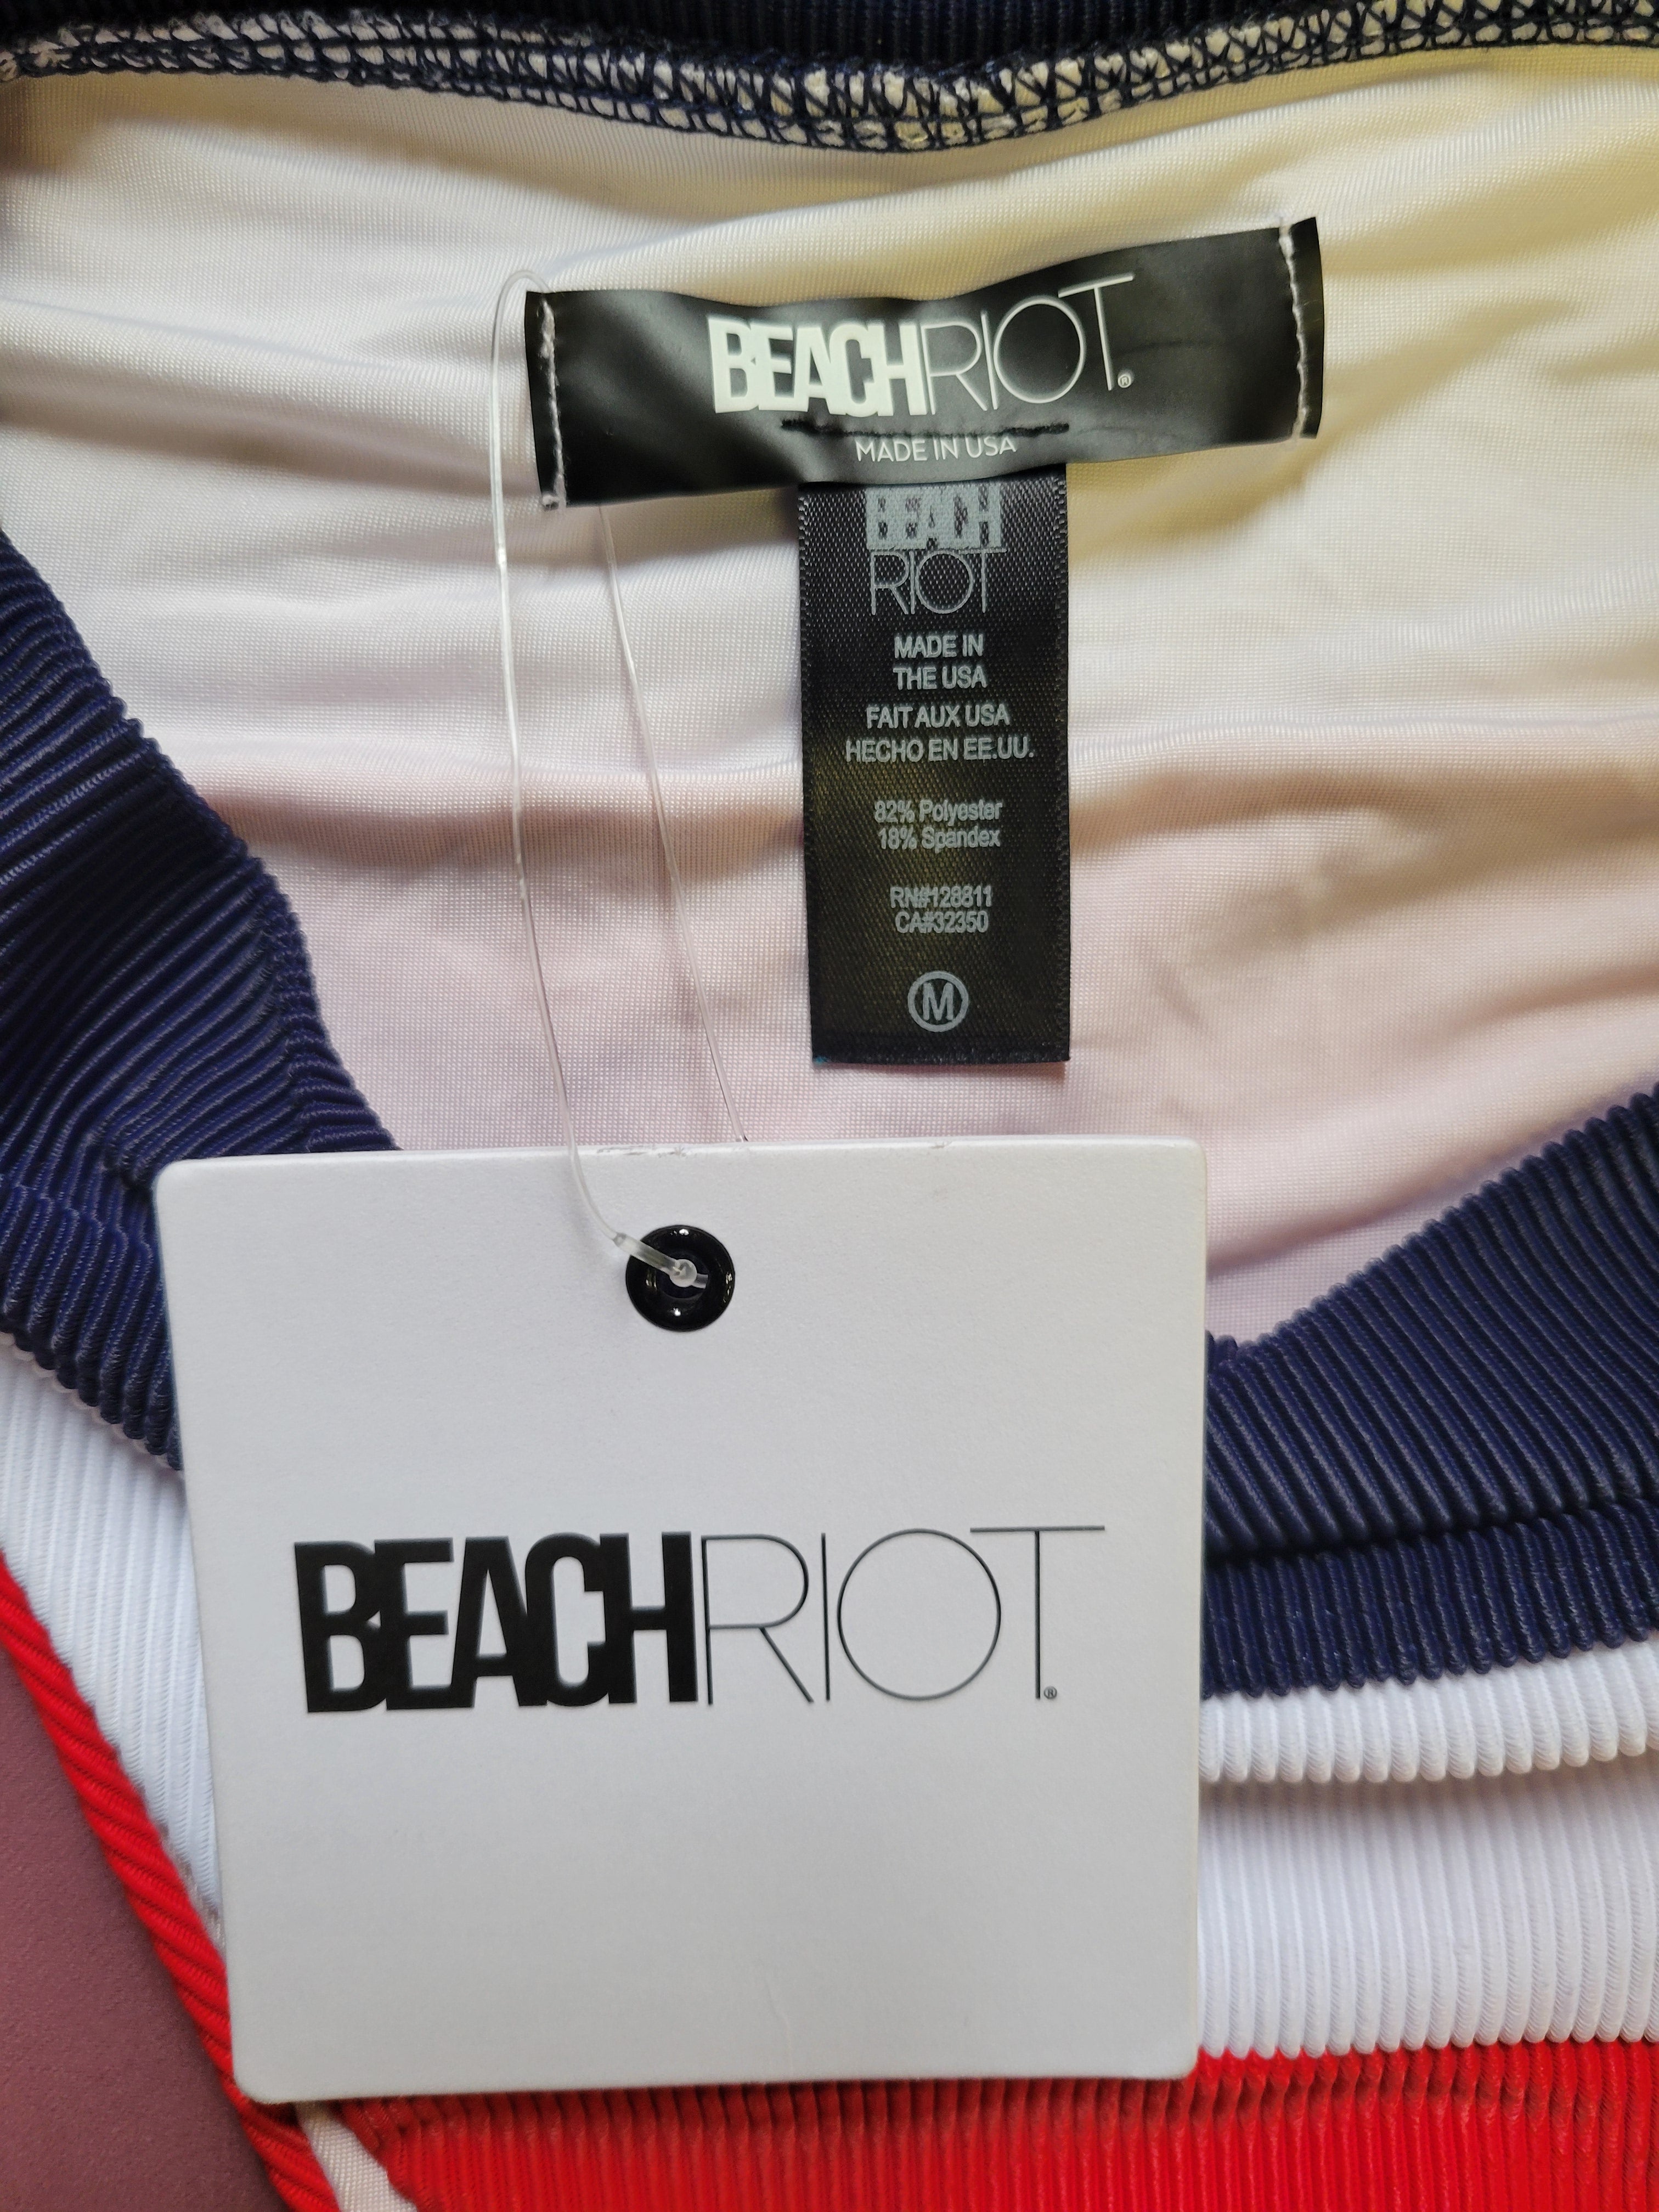 BEACHRIOT®
MADE IN USA
BEACH
RIOT
MADE IN
THE USA
FAIT AUX USA
HECHO EN EE.UU.
82% Polyester
18% Spandex
RN#128811
CA#32350
M
BEACHRIOT®